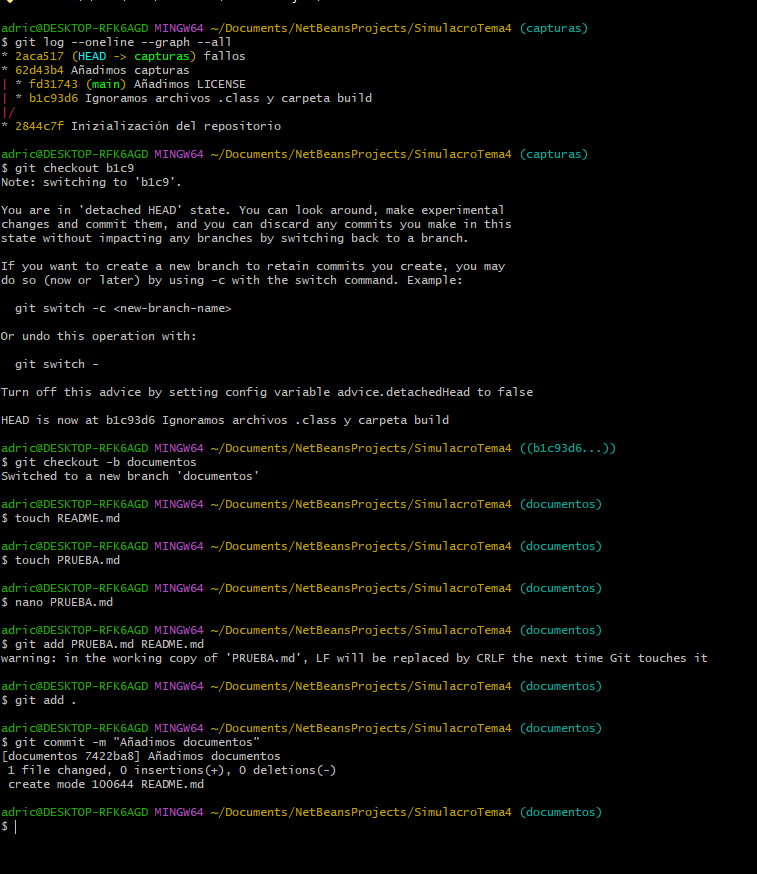 adric@DESKTOP-RFK6AGD MINGW64 ~/Documents/NetBeansProjects/SimulacroTema4 (capturas)
$ git log --oneline --graph --all
* 2aca517 (HEAD -> capturas) fallos
* 62d43b4 Añadimos capturas
| * fd31743 (main) Añadimos LICENSE
| * b1c93d6 Ignoramos archivos .class y carpeta build
|/
* 2844c7f Inizialización del repositorio
adric@DESKTOP-RFK6AGD MINGW64 ~/Documents/NetBeansProjects/SimulacroTema4 (capturas)
$ git checkout b1c9
Note: switching to 'b1c9'.
You are in 'detached HEAD' state. You can look around, make experimental
changes and commit them, and you can discard any commits you make in this
state without impacting any branches by switching back to a branch.
If you want to create a new branch to retain commits you create, you may
do so (now or later) by using -c with the switch command. Example:
git switch -c <new-branch-name>
Or undo this operation with:
git switch -
Turn off this advice by setting config variable advice.detachedHead to false
HEAD is now at b1c93d6 Ignoramos archivos .class y carpeta build
adric@DESKTOP-RFK6AGD MINGW64 ~/Documents/NetBeansProjects/SimulacroTema4 ((b1c93d6...))
$ git checkout -b documentos
Switched to a new branch 'documentos'
adric@DESKTOP-RFK6AGD MINGW64 ~/Documents/NetBeansProjects/SimulacroTema4 (documentos)
$ touch README.md
adric@DESKTOP-RFK6AGD MINGW64 ~/Documents/NetBeansProjects/SimulacroTema4 (documentos)
$ touch PRUEBA.md
adric@DESKTOP-RFK6AGD MINGW64 ~/Documents/NetBeansProjects/SimulacroTema4 (documentos)
$ nano PRUEBA.md
adric@DESKTOP-RFK6AGD MINGW64 ~/Documents/NetBeansProjects/SimulacroTema4 (documentos)
$ git add PRUEBA.md README.md
warning: in the working copy of 'PRUEBA.md', LF will be replaced by CRLF the next time Git touches it
adric@DESKTOP-RFK6AGD MINGW64 ~/Documents/NetBeansProjects/SimulacroTema4 (documentos)
$ git add .
adric@DESKTOP-RFK6AGD MINGW64 ~/Documents/NetBeansProjects/SimulacroTema4 (documentos)
$ git commit -m "Añadimos documentos"
[documentos 7422ba8] Añadimos documentos
1 file changed, 0 insertions(+), 0 deletions(-)
create mode 100644 README.md
adric@DESKTOP-RFK6AGD MINGW64 ~/Documents/NetBeansProjects/SimulacroTema4 (documentos)
$